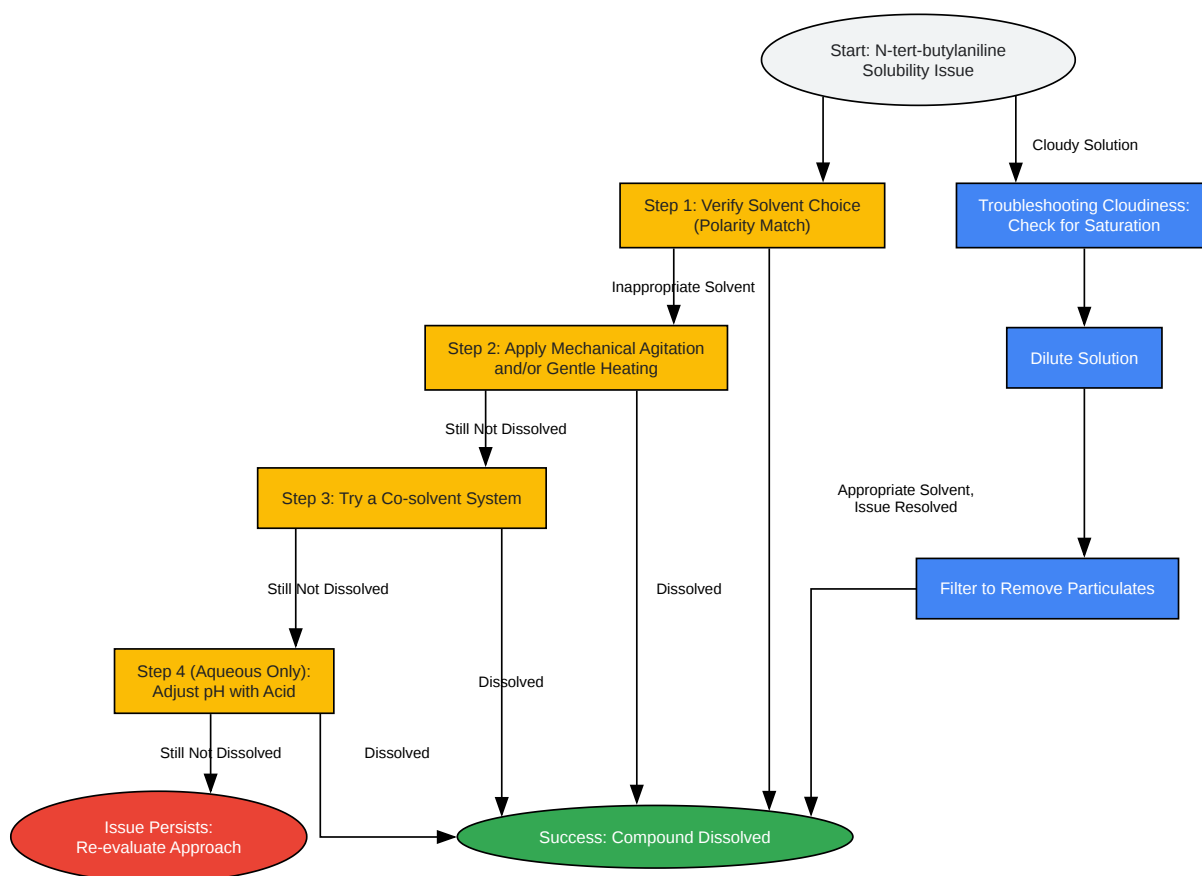 Start: N-tert-butylaniline
Solubility Issue
Cloudy Solution
Step 1: Verify Solvent Choice
(Polarity Match)
Troubleshooting Cloudiness:
Check for Saturation
Inappropriate Solvent
Step 2: Apply Mechanical Agitation
and/or Gentle Heating
Dilute Solution
Still Not Dissolved
Step 3: Try a Co-solvent System
Appropriate Solvent,
Issue Resolved
Still Not Dissolved
Dissolved
Filter to Remove Particulates
Step 4 (Aqueous Only):
Adjust pH with Acid
Dissolved
Still Not Dissolved
Dissolved
Issue Persists:
Re-evaluate Approach
Success: Compound Dissolved